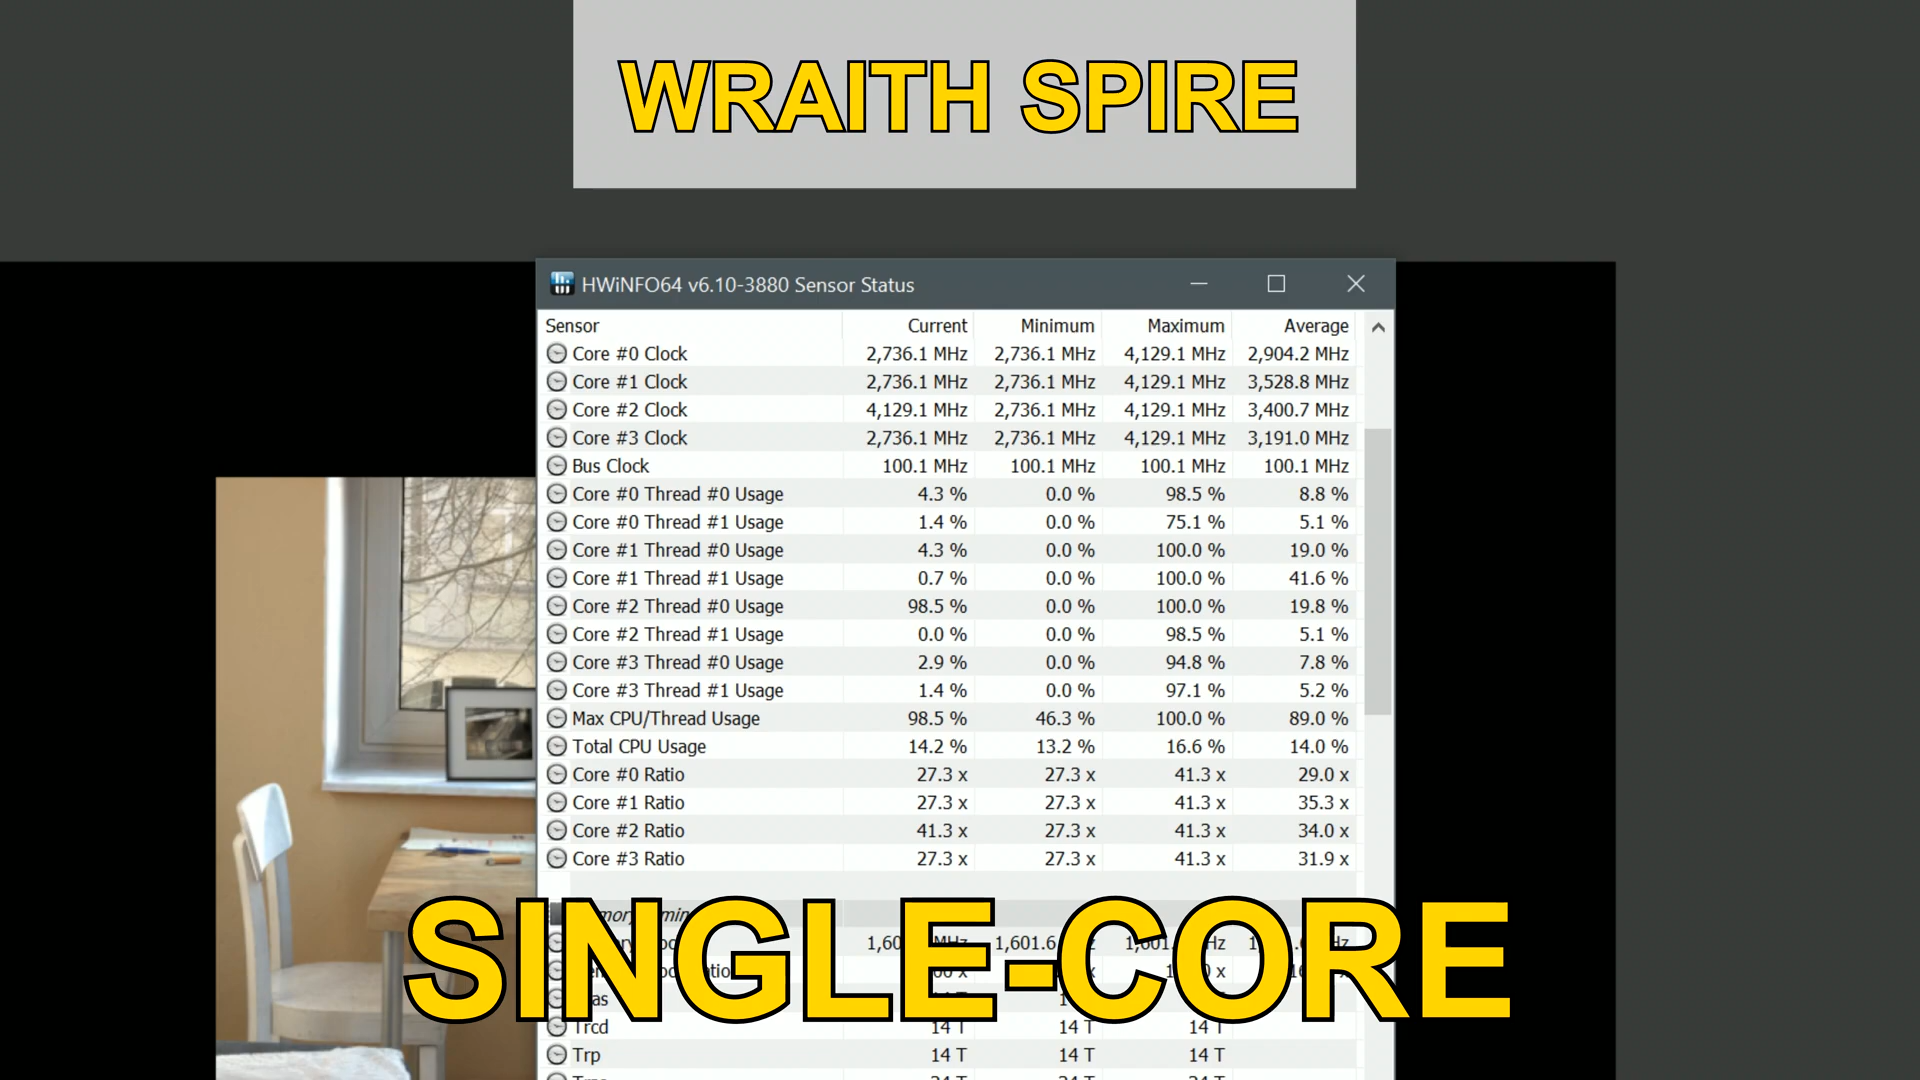 WRAITH SPIRE
HWiNFO64 v6.10-3880 Sensor Status
Sensor Current Minimum Maximum Average
Core #0 Clock 2,736.1 MHz 2,736.1 MHz 4,129.1 MHz 2,904.2 MHz
Core #1 Clock 2,736.1 MHz 2,736.1 MHz 4,129.1 MHz 3,528.8 MHz
Core #2 Clock 4,129.1 MHz 2,736.1 MHz 4,129.1 MHz 3,400.7 MHz
Core #3 Clock 2,736.1 MHz 2,736.1 MHz 4,129.1 MHz 3,191.0 MHz
Bus Clock 100.1 MHz 100.1 MHz 100.1 MHz 100.1 MHz
Core #0 Thread #0 Usage 4.3 % 0.0 % 98.5 % 8.8 %
Core #0 Thread #1 Usage 1.4 % 0.0 % 75.1 % 5.1 %
Core #1 Thread #0 Usage 4.3 % 0.0 % 100.0 % 19.0 %
Core #1 Thread #1 Usage 0.7 % 0.0 % 100.0 % 41.6 %
Core #2 Thread #0 Usage 98.5 % 0.0 % 100.0 % 19.8 %
Core #2 Thread #1 Usage 0.0 % 0.0 % 98.5 % 5.1 %
Core #3 Thread #0 Usage 2.9 % 0.0 % 94.8 % 7.8 %
Core #3 Thread #1 Usage 1.4 % 0.0 % 97.1 % 5.2 %
Max CPU/Thread Usage 98.5 % 46.3 % 100.0 % 89.0 %
Total CPU Usage 14.2 % 13.2 % 16.6 % 14.0 %
Core #0 Ratio 27.3 x 27.3 x 41.3 x 29.0 x
Core #1 Ratio 27.3 x 27.3 x 41.3 x 35.3 x
Core #2 Ratio 41.3 x 27.3 x 41.3 x 34.0 x
Core #3 Ratio 27.3 x 27.3 x 41.3 x 31.9 x
SINGLE-CORE
Trcd 14 T 14 T 14 T
Trp 14 T 14 T 14 T